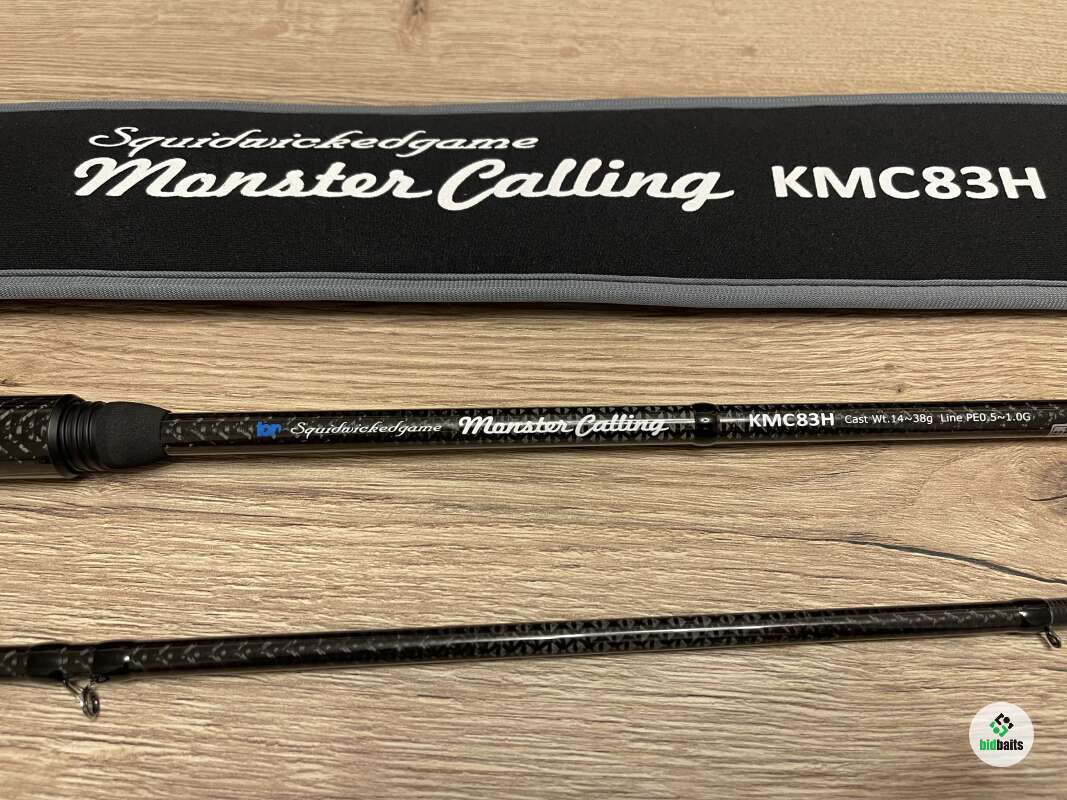 Squidwickedgame
Monster Calling KMC83H
Squidwickedgame Monster Calling KMC83H Cast Wt.14~38g Line PE0.5~1.0G
bidbaits